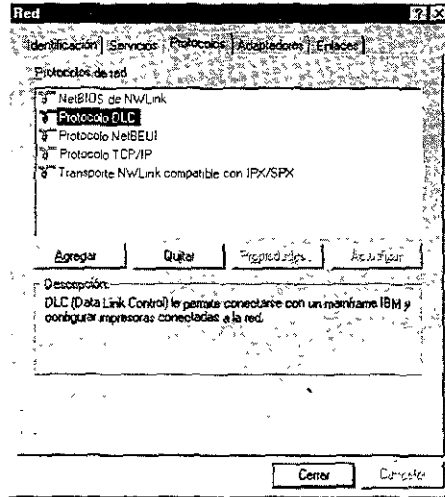 Red
Identificación Servicios Protocolos Adaptadores Enlaces
Protocolos de red
NetBIOS de NWLink
Protocolo DLC
Protocolo NetBEUI
Protocolo TCP/IP
Transporte NWLink compatible con IPX/SPX
Agregar Quitar Propiedades... Actualizar
Descripción:
DLC (Data Link Control) le permite conectarse con un mainframe IBM y
configurar impresoras conectadas a la red.
Cerrar Cancelar